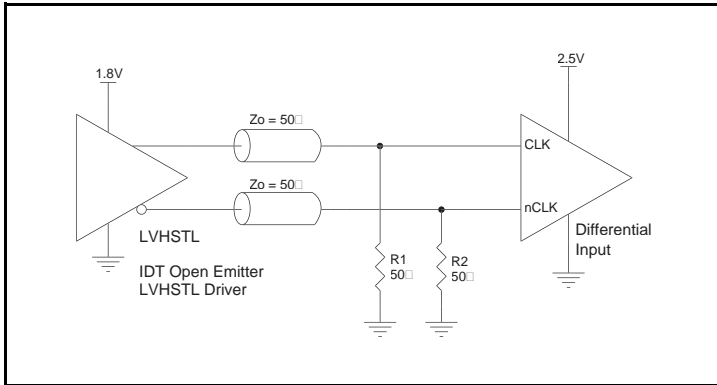 1.8V
2.5V
Zo = 50□
CLK
Zo = 50□
nCLK
LVHSTL
Differential
Input
IDT Open Emitter
LVHSTL Driver
R1
50□
R2
50□